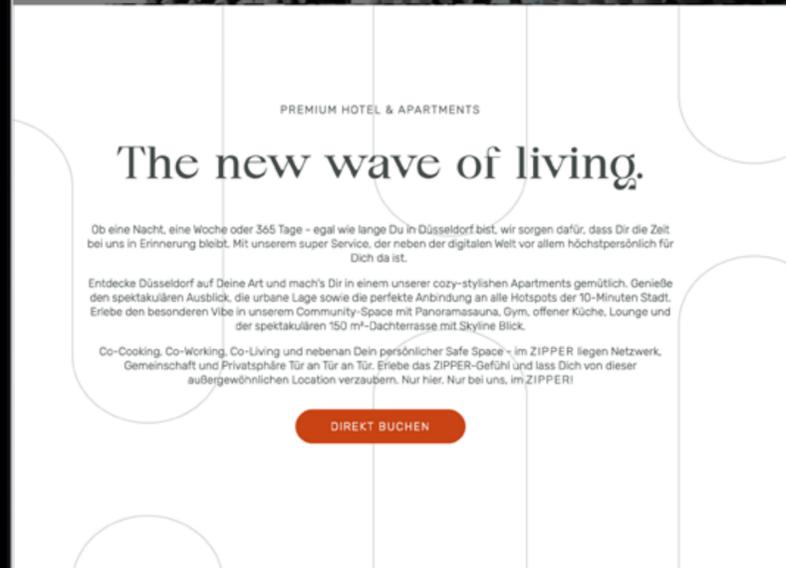 PREMIUM HOTEL & APARTMENTS
The new wave of living.
Ob eine Nacht, eine Woche oder 365 Tage - egal wie lange Du in Düsseldorf bist, wir sorgen dafür, dass Dir die Zeit
bei uns in Erinnerung bleibt. Mit unserem super Service, der neben der digitalen Welt vor allem höchstpersönlich für
Dich da ist.
Entdecke Düsseldorf auf Deine Art und mach's Dir in einem unserer cozy-stylishen Apartments gemütlich. Genieße
den spektakulären Ausblick, die urbane Lage sowie die perfekte Anbindung an alle Hotspots der 10-Minuten Stadt.
Erlebe den besonderen Vibe in unserem Community-Space mit Panoramasauna, Gym, offener Küche, Lounge und
der spektakulären 150 m²-Dachterrasse mit Skyline Blick.
Co-Cooking, Co-Working, Co-Living und nebenan Dein persönlicher Safe Space - im ZIPPER liegen Netzwerk,
Gemeinschaft und Privatsphäre Tür an Tür an Tür. Erlebe das ZIPPER-Gefühl und lass Dich von dieser
außergewöhnlichen Location verzaubern. Nur hier. Nur bei uns, im ZIPPER!
DIREKT BUCHEN